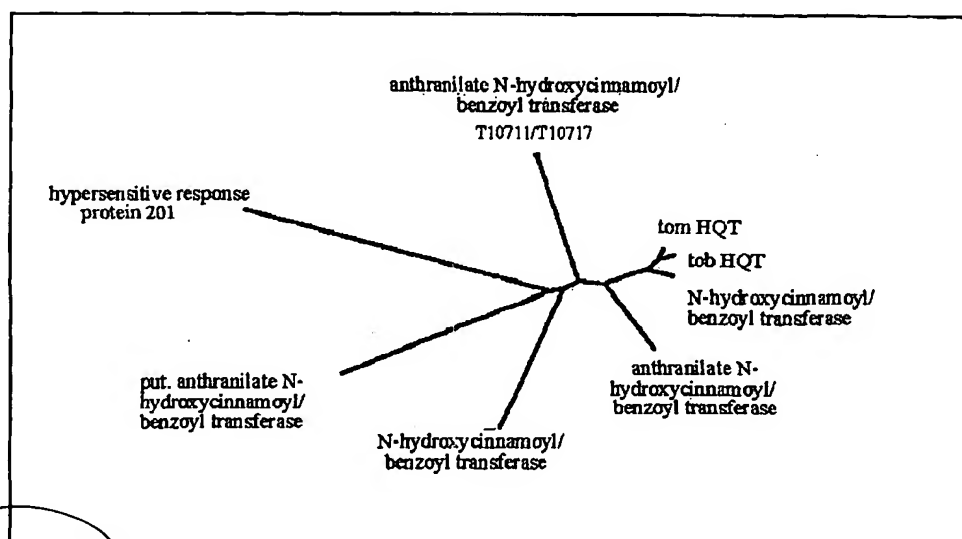 anthranilate N-hydroxycinnamoyl/
benzoyl transferase
T10711/T10717
hypersensitive response
protein 201
tom HQT
tob HQT
N-hydroxycinnamoyl/
benzoyl transferase
anthranilate N-
hydroxycinnamoyl/
benzoyl transferase
put. anthranilate N-
hydroxycinnamoyl/
benzoyl transferase
N-hydroxycinnamoyl/
benzoyl transferase